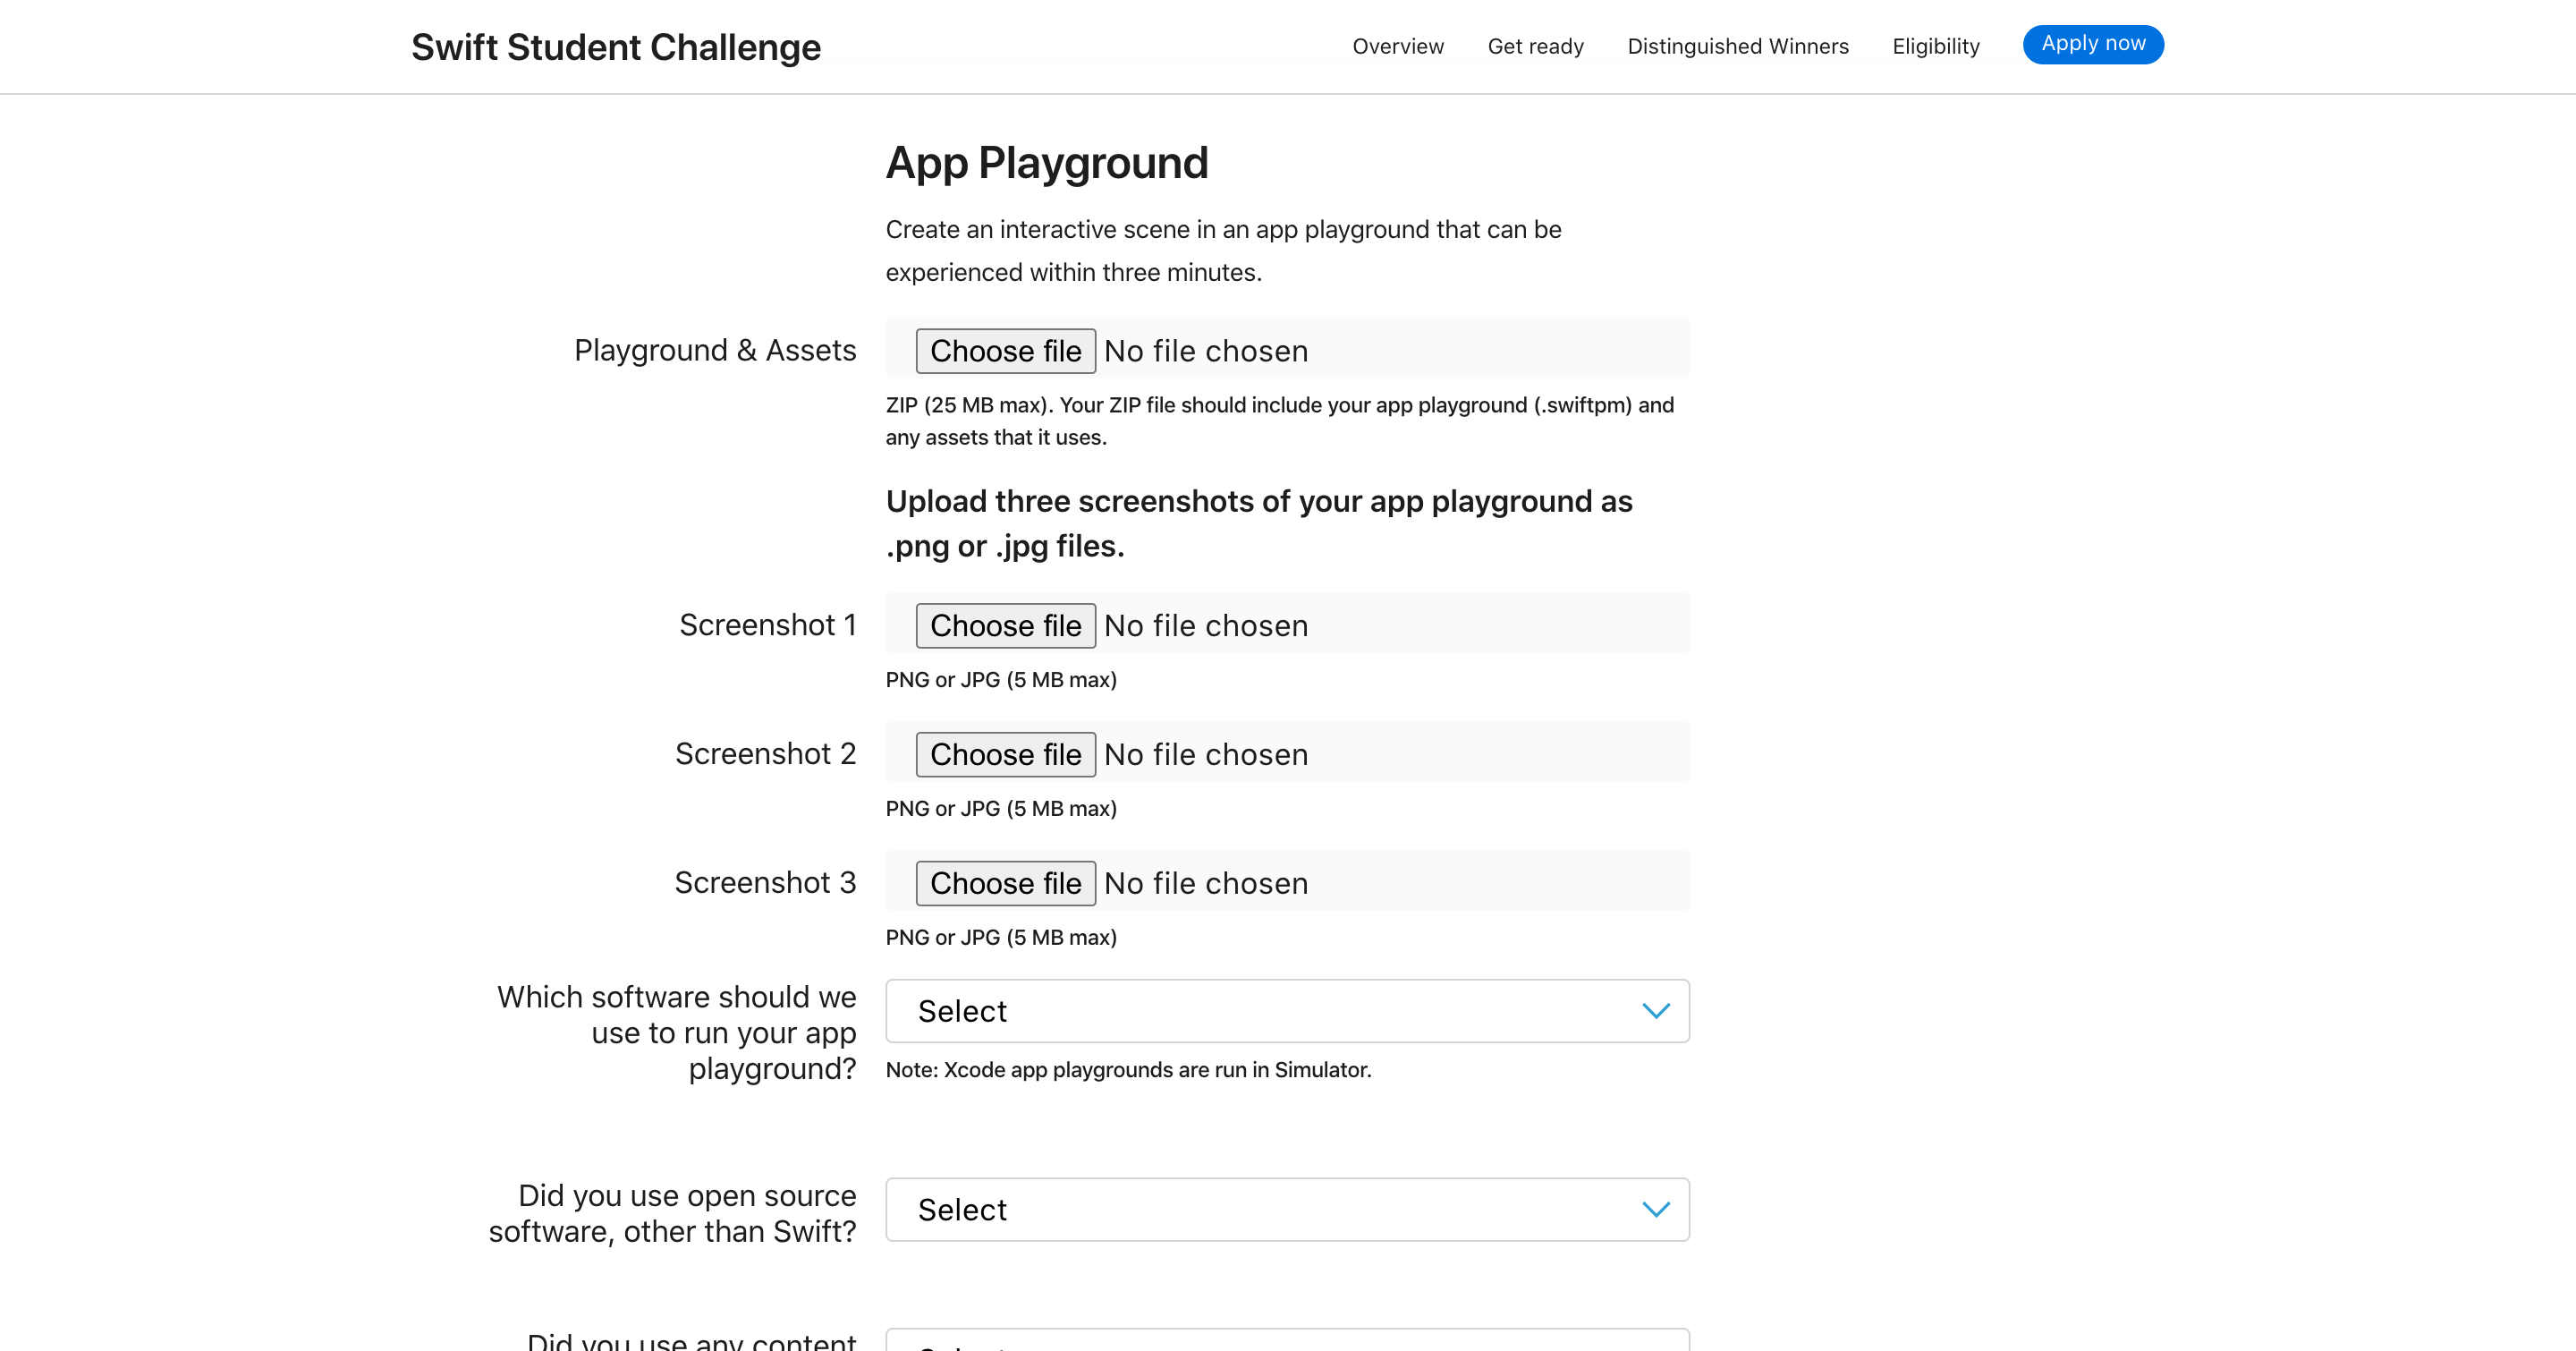 Swift Student Challenge
Overview Get ready Distinguished Winners Eligibility Apply now
App Playground
Create an interactive scene in an app playground that can be
experienced within three minutes.
Playground & Assets
Choose file No file chosen
ZIP (25 MB max). Your ZIP file should include your app playground (.swiftpm) and
any assets that it uses.
Upload three screenshots of your app playground as
.png or .jpg files.
Screenshot 1
Choose file No file chosen
PNG or JPG (5 MB max)
Screenshot 2
Choose file No file chosen
PNG or JPG (5 MB max)
Screenshot 3
Choose file No file chosen
PNG or JPG (5 MB max)
Which software should we
use to run your app
playground?
Select
Note: Xcode app playgrounds are run in Simulator.
Did you use open source
software, other than Swift?
Select
Did you use any content